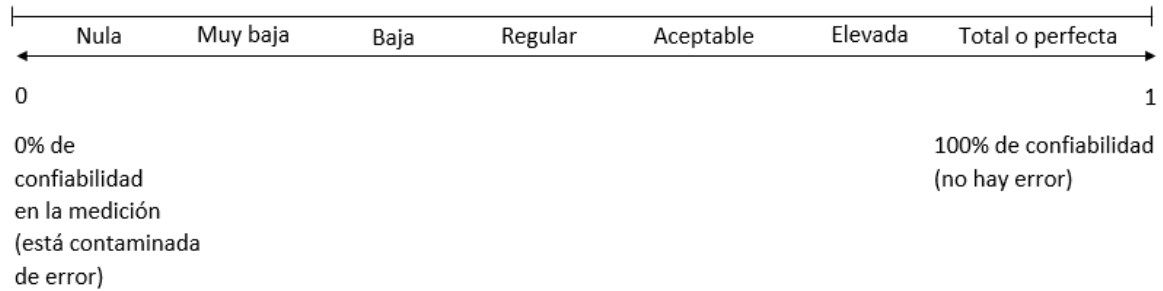 Nula Muy baja Baja Regular Aceptable Elevada Total o perfecta
0 1
0% de
confiabilidad
en la medición
(está contaminada
de error)
100% de confiabilidad
(no hay error)